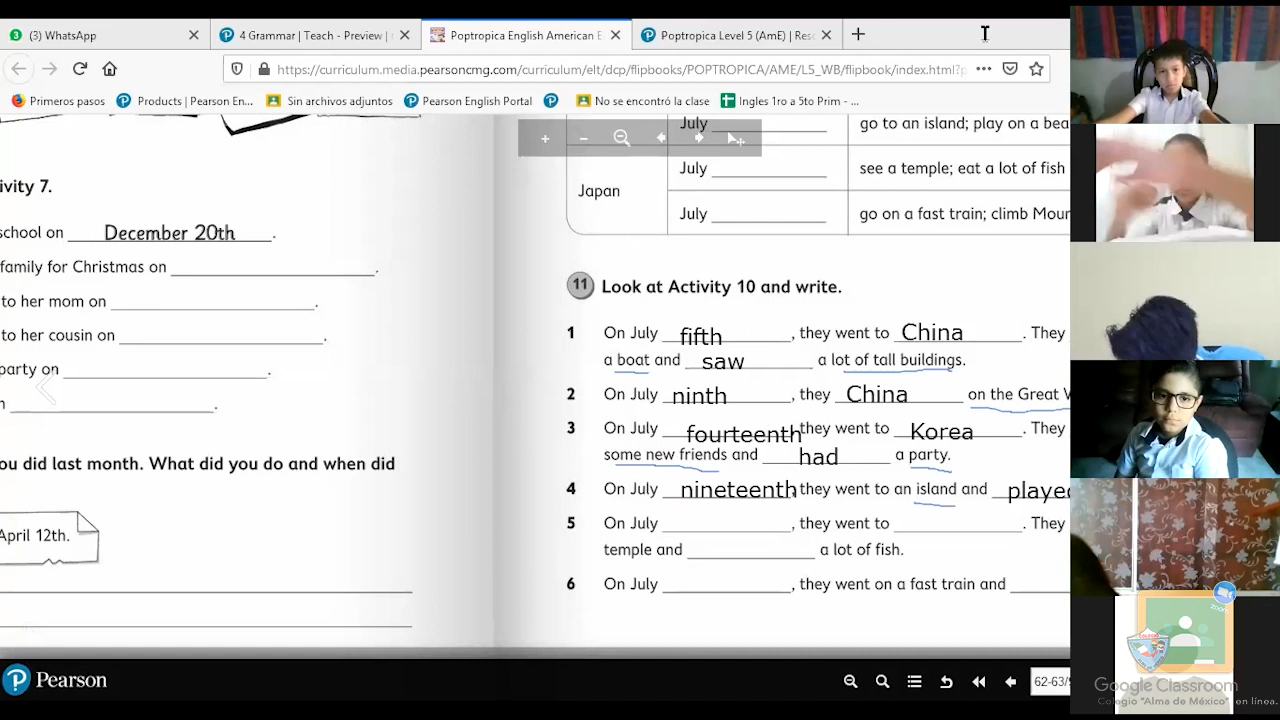 (3) WhatsApp
4 Grammar | Teach - Preview |
Poptropica English American E
Poptropica Level 5 (AmE) | Reso
https://curriculum.media.pearsoncmg.com/curriculum/elt/dcp/flipbooks/POPTROPICA/AME/L5_WB/flipbook/index.html?p
Primeros pasos
Products | Pearson En...
Sin archivos adjuntos
Pearson English Portal
No se encontró la clase
Ingles 1ro a 5to Prim - ...
ivity 7.
school on December 20th.
family for Christmas on
to her mom on
to her cousin on
party on
ou did last month. What did you do and when did
April 12th.
July go to an island; play on a bea
Japan
July see a temple; eat a lot of fish
July go on a fast train; climb Moun
11 Look at Activity 10 and write.
1 On July fifth, they went to China. They
a boat and saw a lot of tall buildings.
2 On July ninth, they China on the Great W
3 On July fourteenth they went to Korea. They
some new friends and had a party.
4 On July nineteenth, they went to an island and played
5 On July , they went to . They
temple and a lot of fish.
6 On July , they went on a fast train and
Pearson
62-63/
zoom
Google Classroom
Colegio "Alma de México" en línea.